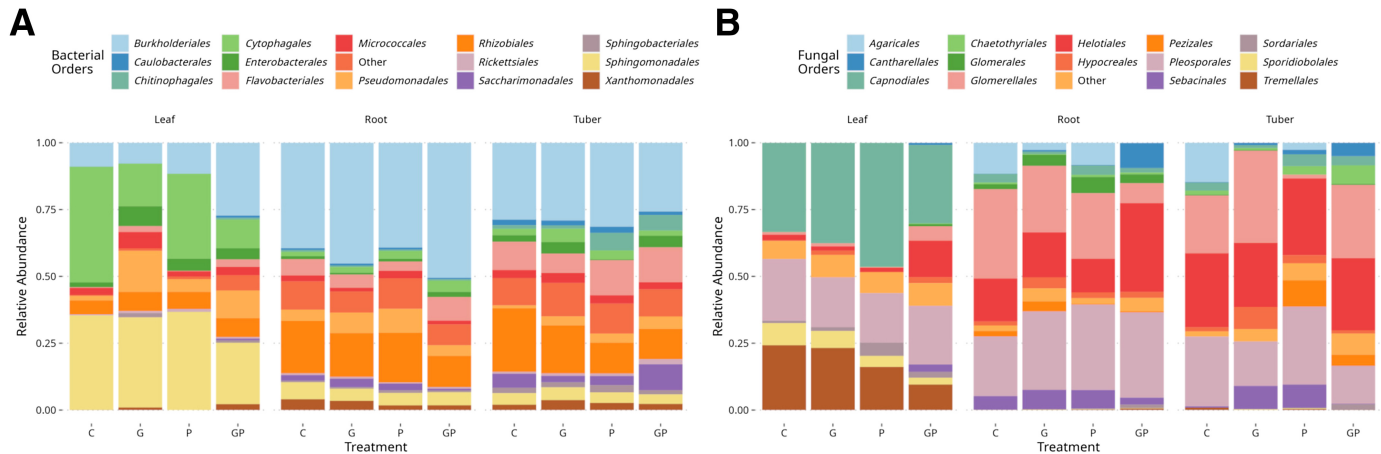 A
Bacterial Orders
Burkholderiales Cytophagales Micrococcales Rhizobiales Sphingobacteriales
Caulobacterales Enterobacterales Other Rickettsiales Sphingomonadales
Chitinophagales Flavobacteriales Pseudomonadales Saccharimonadales Xanthomonadales
Leaf Root Tuber
Relative Abundance
1.00
0.75
0.50
0.25
0.00
C G P GP C G P GP C G P GP
Treatment
B
Fungal Orders
Agaricales Chaetothyriales Helotiales Pezizales Sordariales
Cantharellales Glomerales Hypocreales Pleosporales Sporidiobolales
Capnodiales Glomerellales Other Sebacinales Tremellales
Leaf Root Tuber
Relative Abundance
1.00
0.75
0.50
0.25
0.00
C G P GP C G P GP C G P GP
Treatment